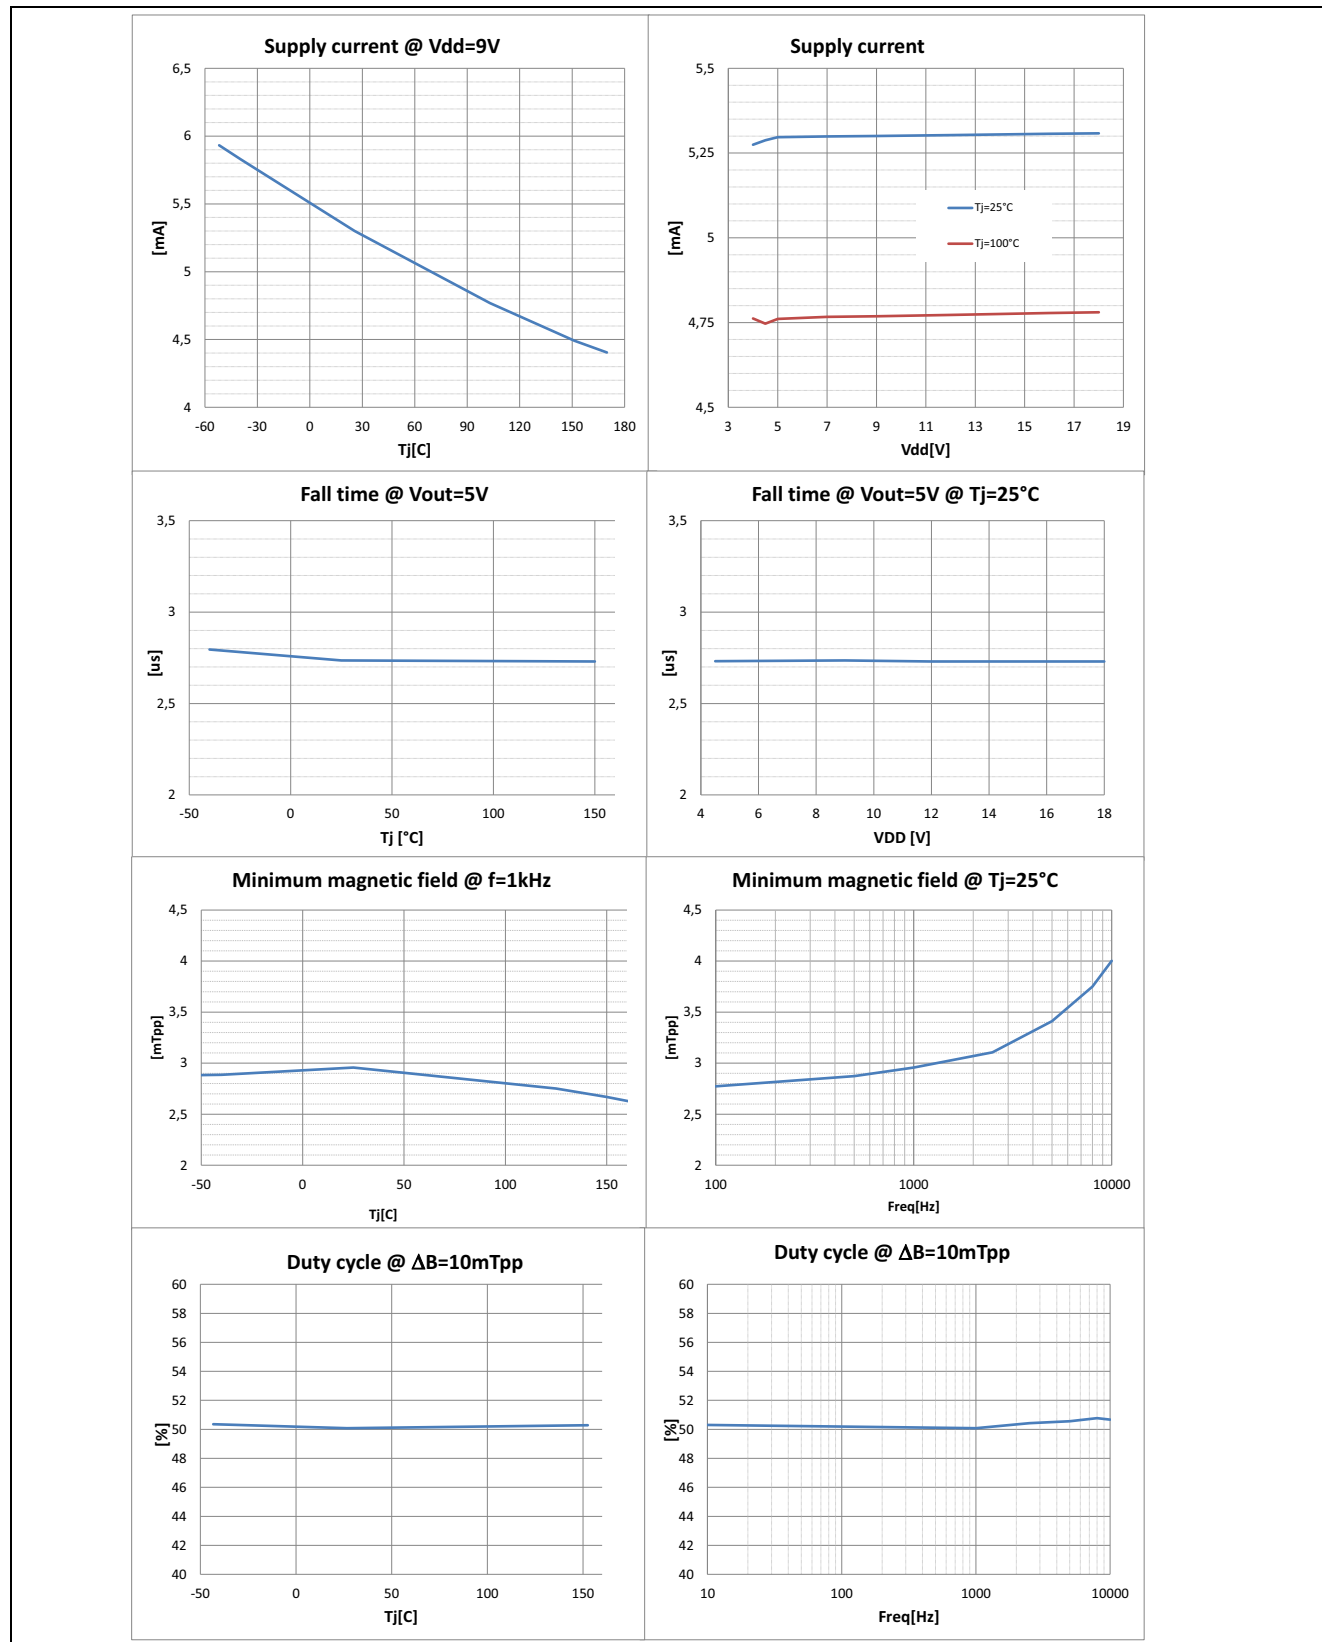 Supply current @ Vdd=9V
6,5
6
5,5
5
4,5
4
[mA]
-60 -30 0 30 60 90 120 150 180
Tj[C]
Supply current
5,5
5,25
5
4,75
4,5
[mA]
Tj=25°C
Tj=100°C
3 5 7 9 11 13 15 17 19
Vdd[V]
Fall time @ Vout=5V
3,5
3
2,5
2
[us]
-50 0 50 100 150
Tj [°C]
Fall time @ Vout=5V @ Tj=25°C
3,5
3
2,5
2
[us]
4 6 8 10 12 14 16 18
VDD [V]
Minimum magnetic field @ f=1kHz
4,5
4
3,5
3
2,5
2
[mTpp]
-50 0 50 100 150
Tj[C]
Minimum magnetic field @ Tj=25°C
4,5
4
3,5
3
2,5
2
[mTpp]
100 1000 10000
Freq[Hz]
Duty cycle @ ΔB=10mTpp
60
58
56
54
52
50
48
46
44
42
40
[%]
-50 0 50 100 150
Tj[C]
Duty cycle @ ΔB=10mTpp
60
58
56
54
52
50
48
46
44
42
40
[%]
10 100 1000 10000
Freq[Hz]